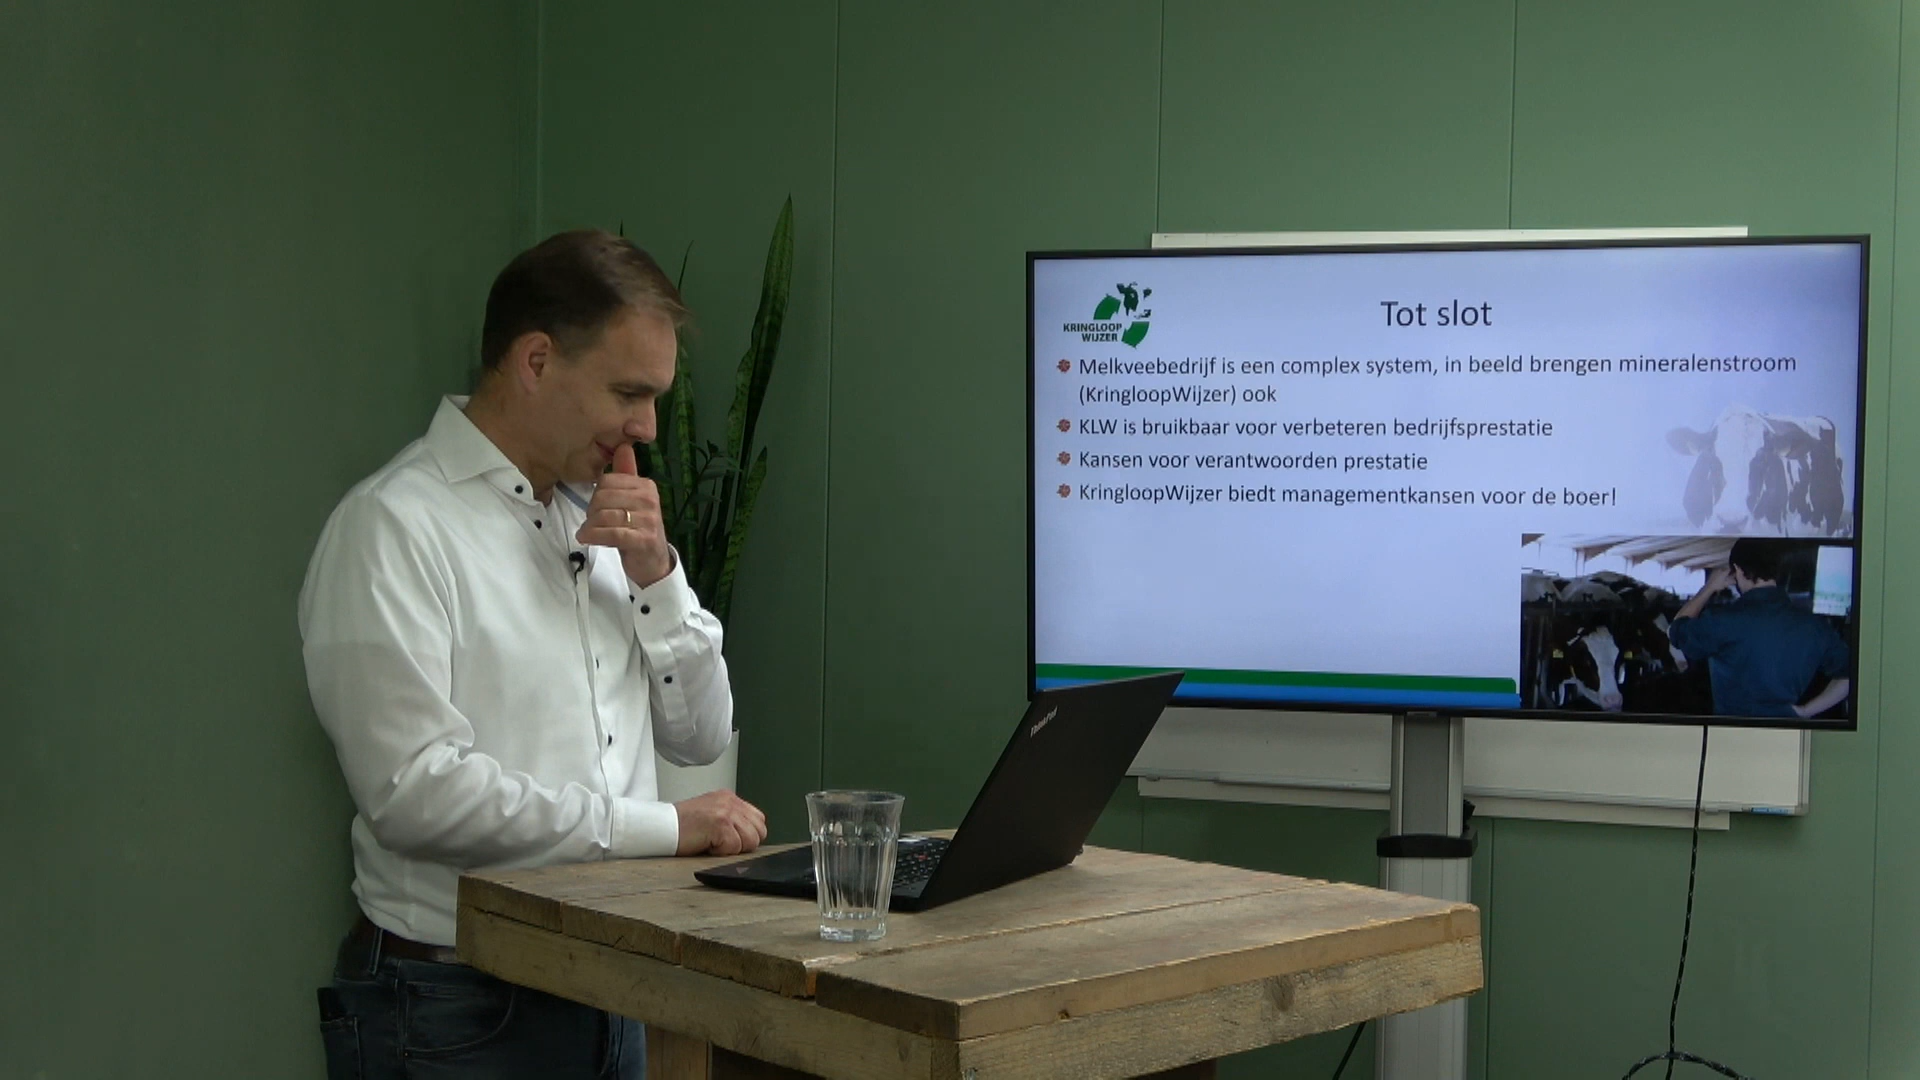 KRINGLOOP
WIJZER
Tot slot
Melkveebedrijf is een complex system, in beeld brengen mineralenstroom
(KringloopWijzer) ook
KLW is bruikbaar voor verbeteren bedrijfsprestatie
Kansen voor verantwoorden prestatie
KringloopWijzer biedt managementkansen voor de boer!
ThinkPad